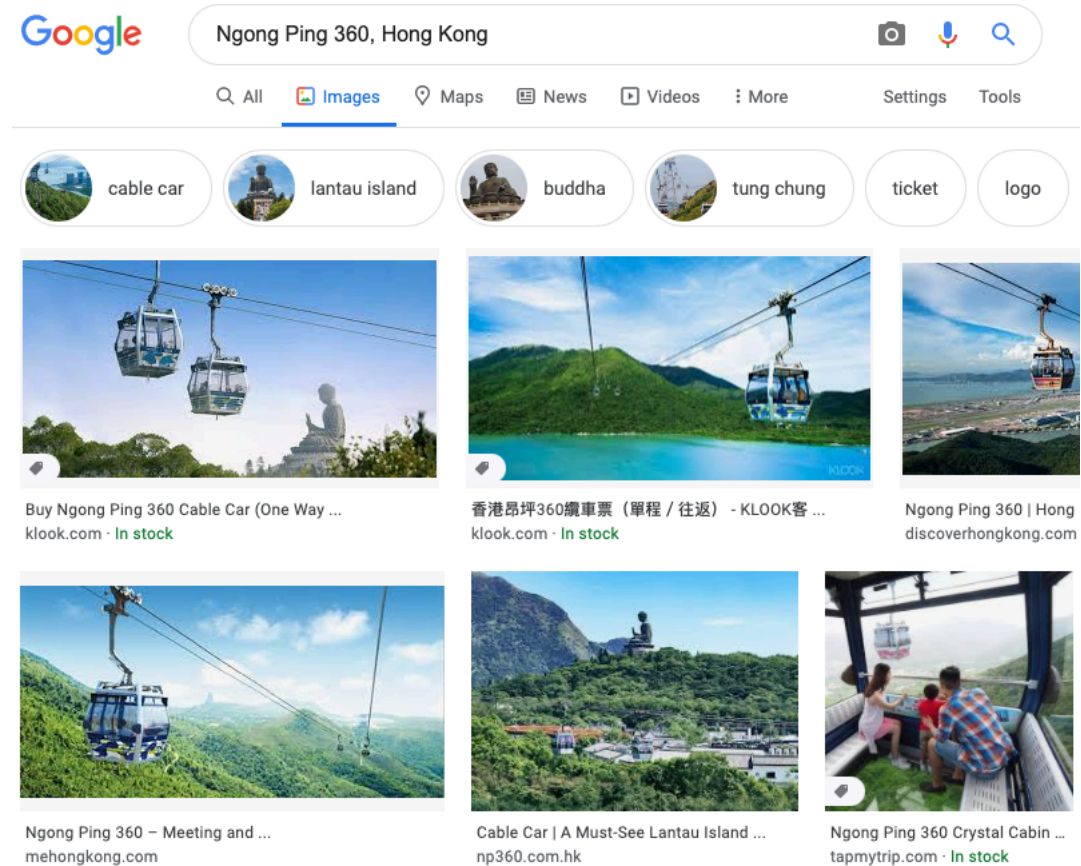 Google
Ngong Ping 360, Hong Kong
All
Images
Maps
News
Videos
More
Settings
Tools
cable car
lantau island
buddha
tung chung
ticket
logo
KLOOK
Buy Ngong Ping 360 Cable Car (One Way ...
klook.com · In stock
香港昂坪360纜車票（單程 / 往返） - KLOOK客 ...
klook.com · In stock
Ngong Ping 360 | Hong
discoverhongkong.com
Ngong Ping 360 – Meeting and ...
mehongkong.com
Cable Car | A Must-See Lantau Island ...
np360.com.hk
Ngong Ping 360 Crystal Cabin ...
tapmytrip.com · In stock